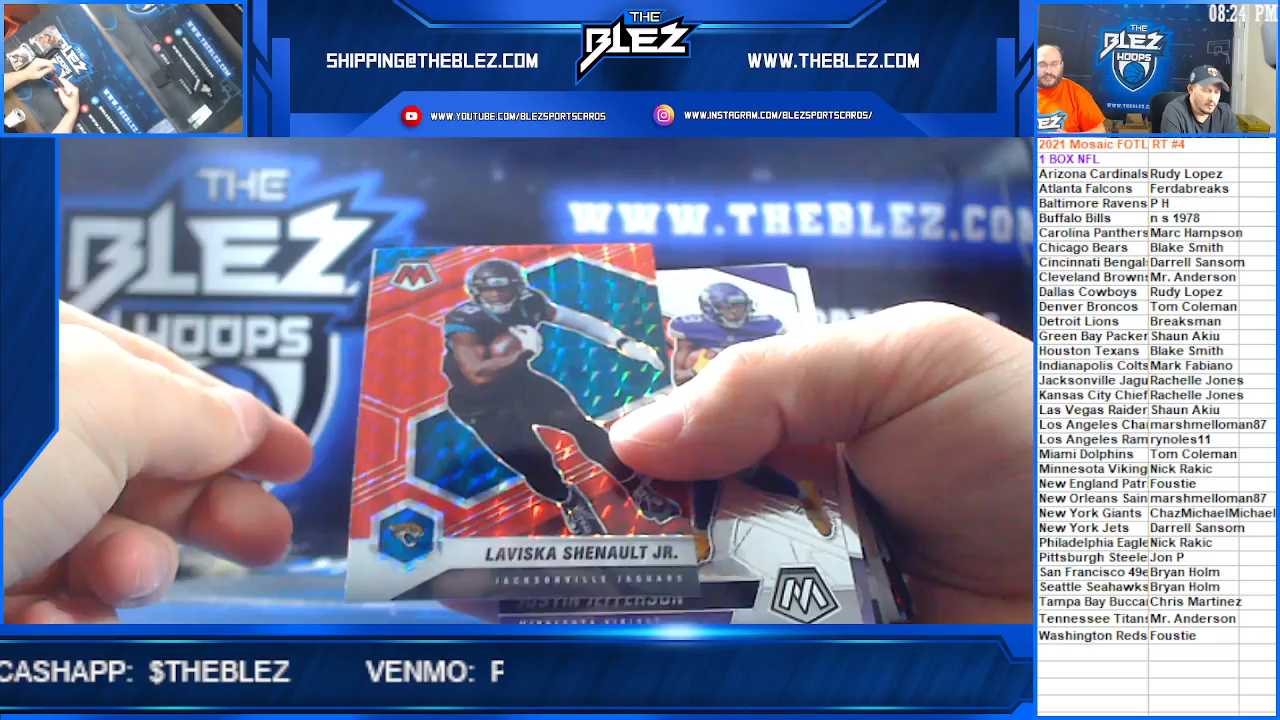 08:24 PM
THE
BLEZ
SHIPPING@THEBLEZ.COM
WWW.THEBLEZ.COM
WWW.YOUTUBE.COM/BLEZSPORTSCARDS
WWW.INSTAGRAM.COM/BLEZSPORTSCARDS/
THE
BLEZ
HOOPS
2021 Mosaic FOTL RT #4
1 BOX NFL
Arizona Cardinals Rudy Lopez
Atlanta Falcons Ferdabreaks
Baltimore Ravens P H
Buffalo Bills n s 1978
Carolina Panthers Marc Hampson
Chicago Bears Blake Smith
Cincinnati Bengal Darrell Sansom
Cleveland Browns Mr. Anderson
Dallas Cowboys Rudy Lopez
Denver Broncos Tom Coleman
Detroit Lions Breaksman
Green Bay Packer Shaun Akiu
Houston Texans Blake Smith
Indianapolis Colts Mark Fabiano
Jacksonville Jagu Rachelle Jones
Kansas City Chief Rachelle Jones
Las Vegas Raider Shaun Akiu
Los Angeles Cha marshmelloman87
Los Angeles Ram rynoles11
Miami Dolphins Tom Coleman
Minnesota Viking Nick Rakic
New England Patr Foustie
New Orleans Sain marshmelloman87
New York Giants ChazMichaelMichael
New York Jets Darrell Sansom
Philadelphia Eagle Nick Rakic
Pittsburgh Steele Jon P
San Francisco 49e Bryan Holm
Seattle Seahawks Bryan Holm
Tampa Bay Bucca Chris Martinez
Tennessee Titan Mr. Anderson
Washington Reds Foustie
THE
BLEZ
HOOPS
WWW.THEBLEZ.CO
LAVISKA SHENAULT JR.
JACKSONVILLE JAGUARS
JUSTIN JEFFERSON
CASHAPP: $THEBLEZ VENMO: